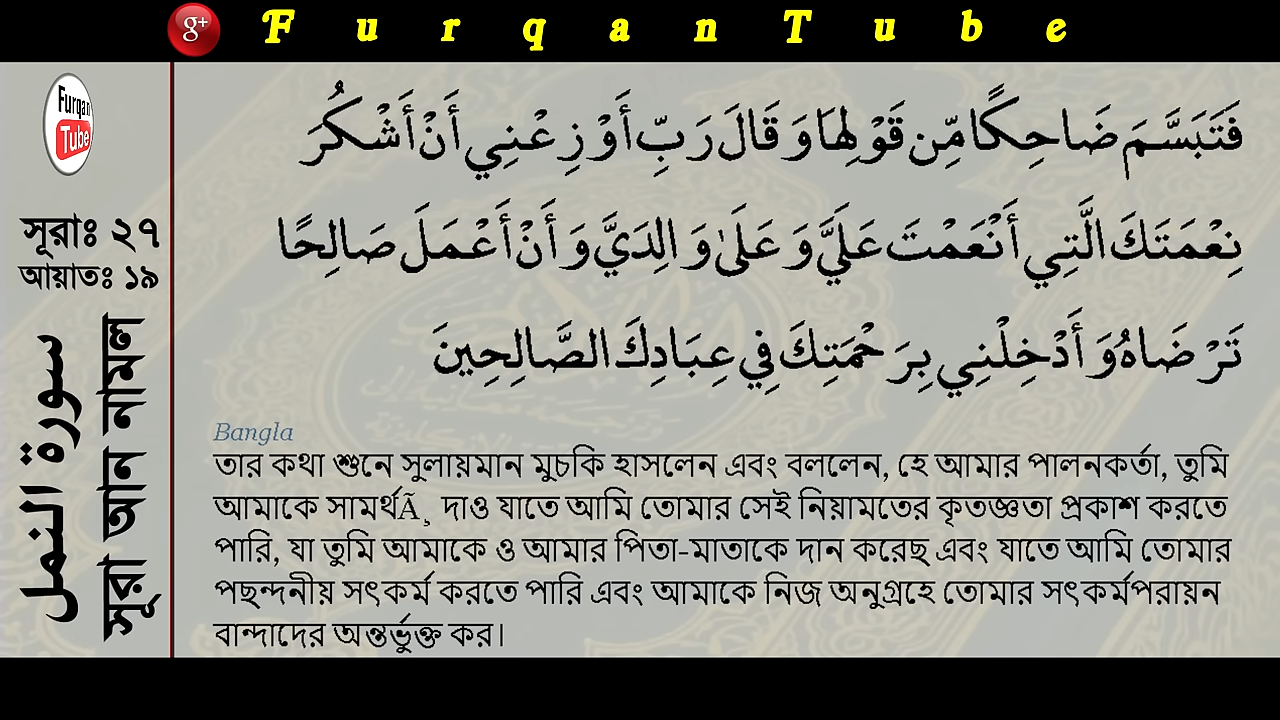 g+ FurqanTube
Furqan
Tube
সূরাঃ ২৭
আয়াতঃ ১৯
سورة النمل
সূরা আন নামল
فَتَبَسَّمَ ضَاحِكًا مِّن قَوْلِهَا وَقَالَ رَبِّ أَوْزِعْنِي أَنْ أَشْكُرَ
نِعْمَتَكَ الَّتِي أَنْعَمْتَ عَلَيَّ وَعَلَىٰ وَالِدَيَّ وَأَنْ أَعْمَلَ صَالِحًا
تَرْضَاهُ وَأَدْخِلْنِي بِرَحْمَتِكَ فِي عِبَادِكَ الصَّالِحِينَ
Bangla
তার কথা শুনে সুলায়মান মুচকি হাসলেন এবং বললেন, হে আমার পালনকর্তা, তুমি
আমাকে সামর্থÃ¸ দাও যাতে আমি তোমার সেই নিয়ামতের কৃতজ্ঞতা প্রকাশ করতে
পারি, যা তুমি আমাকে ও আমার পিতা-মাতাকে দান করেছ এবং যাতে আমি তোমার
পছন্দনীয় সৎকর্ম করতে পারি এবং আমাকে নিজ অনুগ্রহে তোমার সৎকর্মপরায়ন
বান্দাদের অন্তর্ভুক্ত কর।